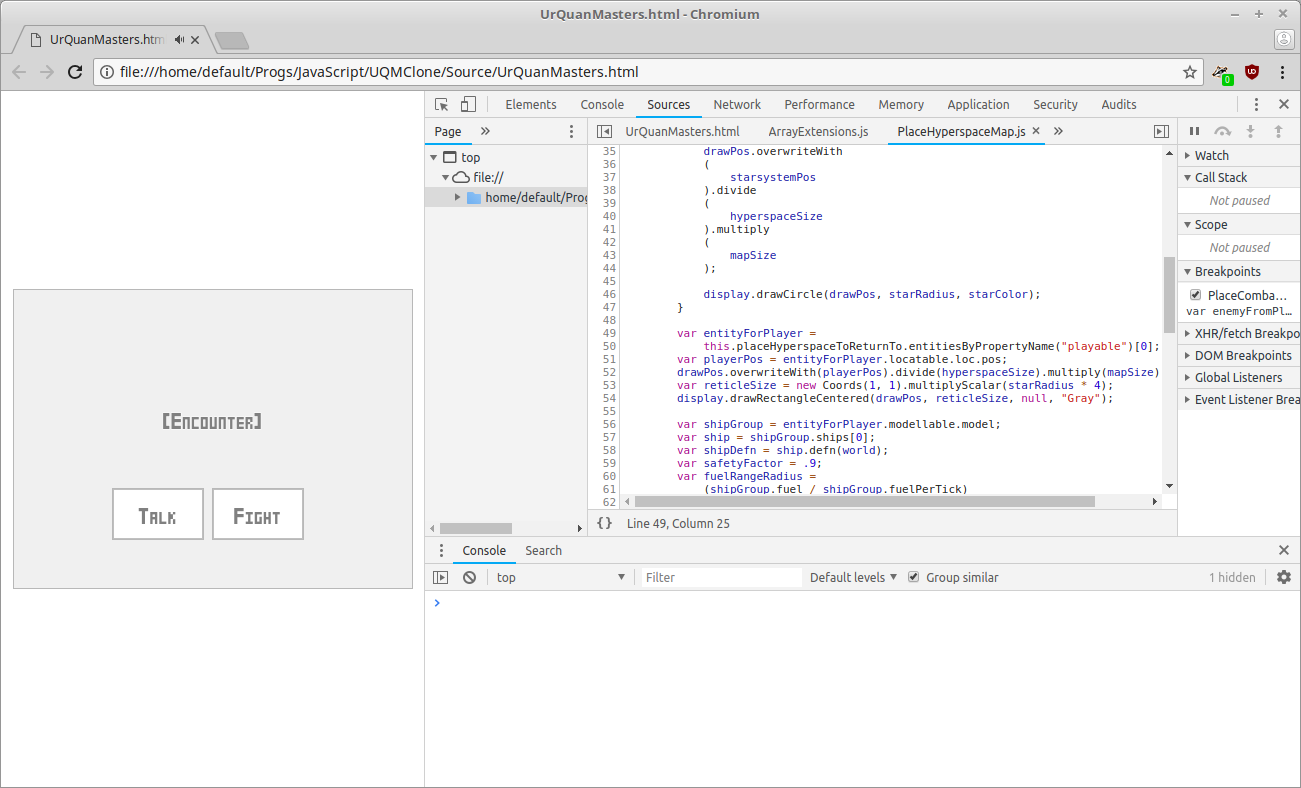 UrQuanMasters.html - Chromium
UrQuanMasters.htm
file:///home/default/Progs/JavaScript/UQMClone/Source/UrQuanMasters.html
0
UD
Elements Console Sources Network Performance Memory Application Security Audits
Page »
UrQuanMasters.html ArrayExtensions.js PlaceHyperspaceMap.js »
top
file://
home/default/Prog
35 drawPos.overwriteWith
36 (
37 starsystemPos
38 ).divide
39 (
40 hyperspaceSize
41 ).multiply
42 (
43 mapSize
44 );
45
46 display.drawCircle(drawPos, starRadius, starColor);
47 }
48
49 var entityForPlayer =
50 this.placeHyperspaceToReturnTo.entitiesByPropertyName("playable")[0];
51 var playerPos = entityForPlayer.locatable.loc.pos;
52 drawPos.overwriteWith(playerPos).divide(hyperspaceSize).multiply(mapSize)
53 var reticleSize = new Coords(1, 1).multiplyScalar(starRadius * 4);
54 display.drawRectangleCentered(drawPos, reticleSize, null, "Gray");
55
56 var shipGroup = entityForPlayer.modellable.model;
57 var ship = shipGroup.ships[0];
58 var shipDefn = ship.defn(world);
59 var safetyFactor = .9;
60 var fuelRangeRadius =
61 (shipGroup.fuel / shipGroup.fuelPerTick)
62
{} Line 49, Column 25
Watch
Call Stack
Not paused
Scope
Not paused
Breakpoints
PlaceComba…
var enemyFromPl…
XHR/fetch Breakpo
DOM Breakpoints
Global Listeners
Event Listener Brea
[Encounter]
Talk Fight
Console Search
top Filter Default levels Group similar 1 hidden